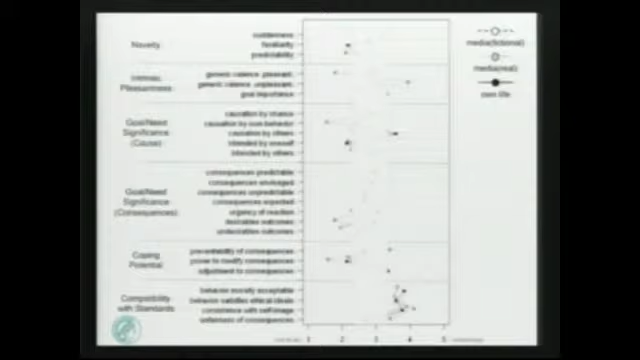 suddenness
Novelty
familiarity
predictability
media(fictional)
media(real)
own life
Intrinsic
Pleasantness
generic valence pleasant
generic valence unpleasant
goal importance
Goal/Need
Significance
(Cause)
causation by chance
causation by own behavior
causation by others
intended by oneself
intended by others
Goal/Need
Significance
(Consequences)
consequences predictable
consequences envisaged
consequences unpredictable
consequences expected
urgency of reaction
desirable outcomes
undesirable outcomes
Coping
Potential
preventability of consequences
power to modify consequences
adjustment to consequences
Compatibility
with Standards
behavior morally acceptable
behavior satisfies ethical ideals
consistence with self image
unfairness of consequences
1 2 3 4 5